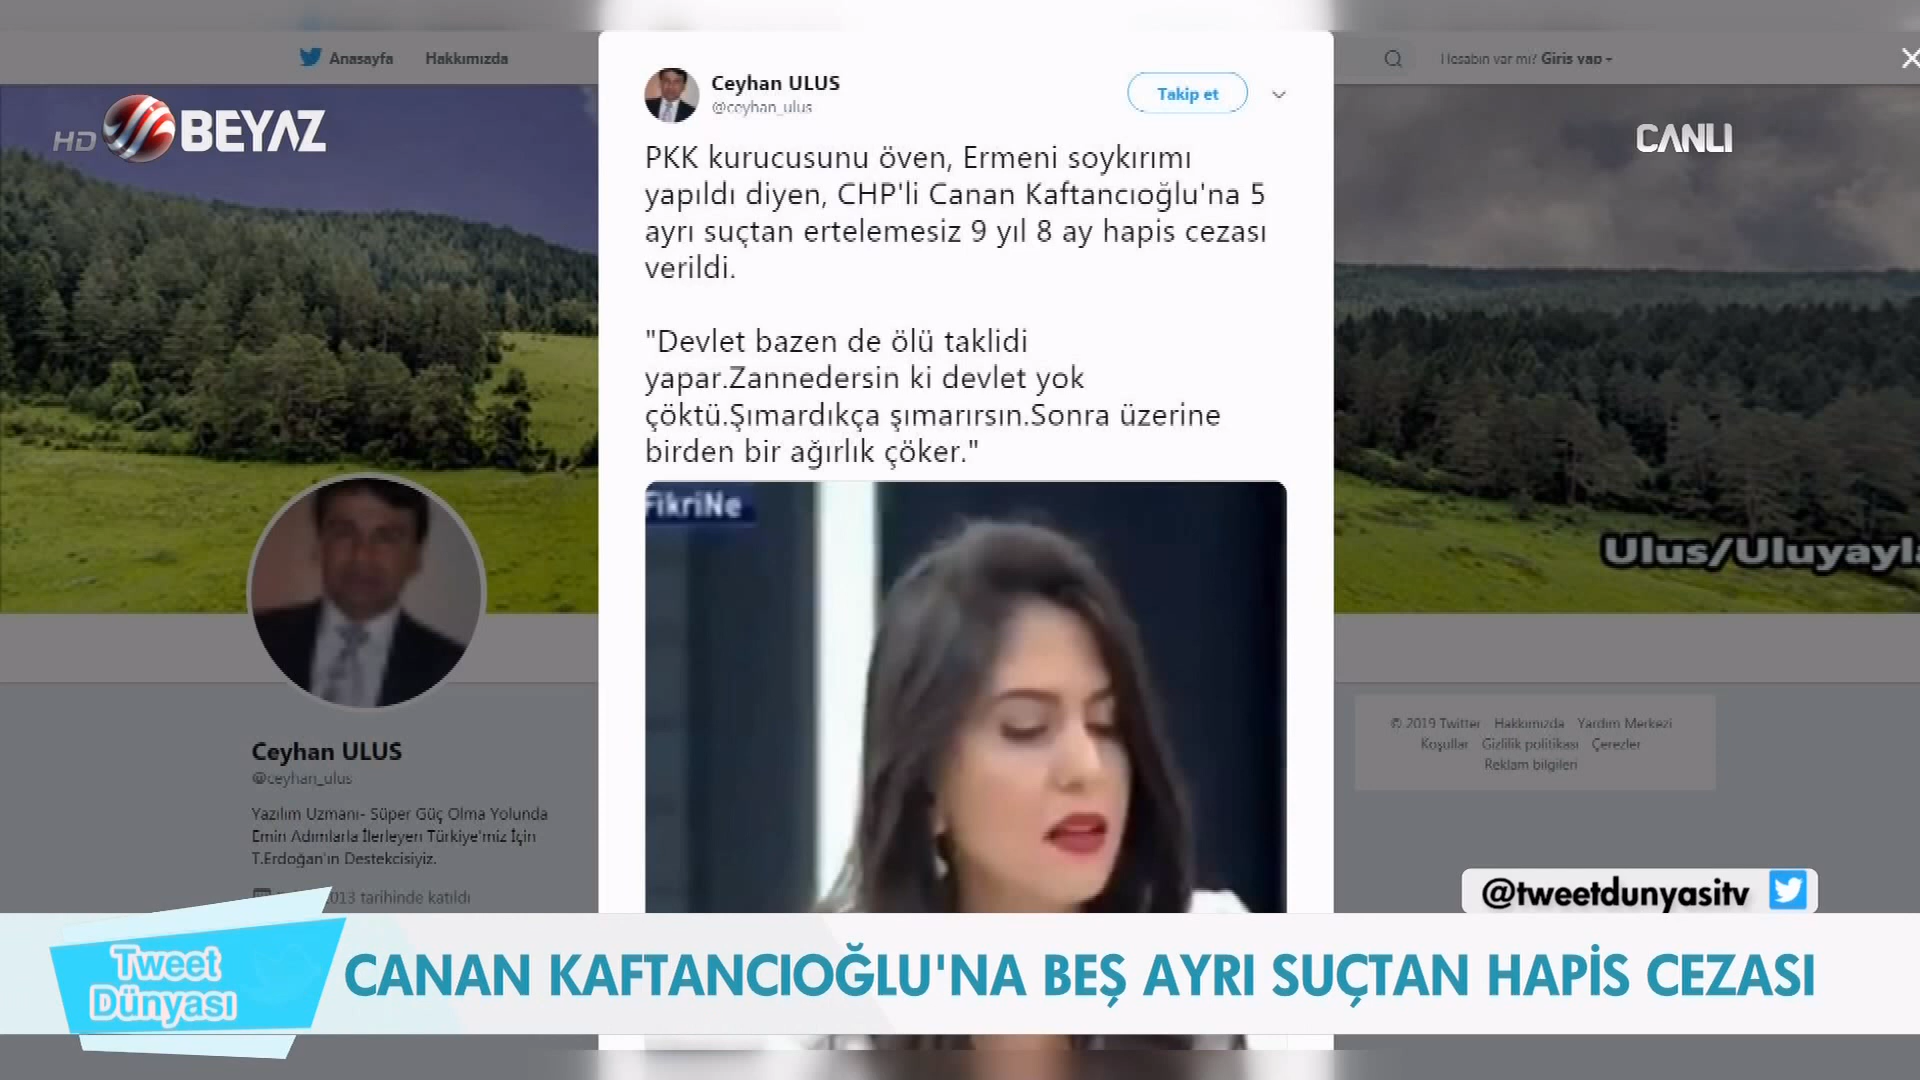 Anasayfa Hakkımızda
Hesabın var mı? Giriş yap
HD BEYAZ
CANLI
Ceyhan ULUS
@ceyhan_ulus
Takip et
PKK kurucusunu öven, Ermeni soykırımı
yapıldı diyen, CHP'li Canan Kaftancıoğlu'na 5
ayrı suçtan ertelemesiz 9 yıl 8 ay hapis cezası
verildi.
"Devlet bazen de ölü taklidi
yapar.Zannedersin ki devlet yok
çöktü.Şımardıkça şımarırsın.Sonra üzerine
birden bir ağırlık çöker."
FikriNe
Ulus/Uluyayla
Ceyhan ULUS
@ceyhan_ulus
Yazılım Uzmanı- Süper Güç Olma Yolunda
Emin Adımlarla İlerleyen Türkiye'miz İçin
T.Erdoğan'ın Destekcisiyiz.
2013 tarihinde katıldı
© 2019 Twitter Hakkımızda Yardım Merkezi
Koşullar Gizlilik politikası Çerezler
Reklam bilgileri
@tweetdunyasitv
Tweet
Dünyası
CANAN KAFTANCIOĞLU'NA BEŞ AYRI SUÇTAN HAPİS CEZASI